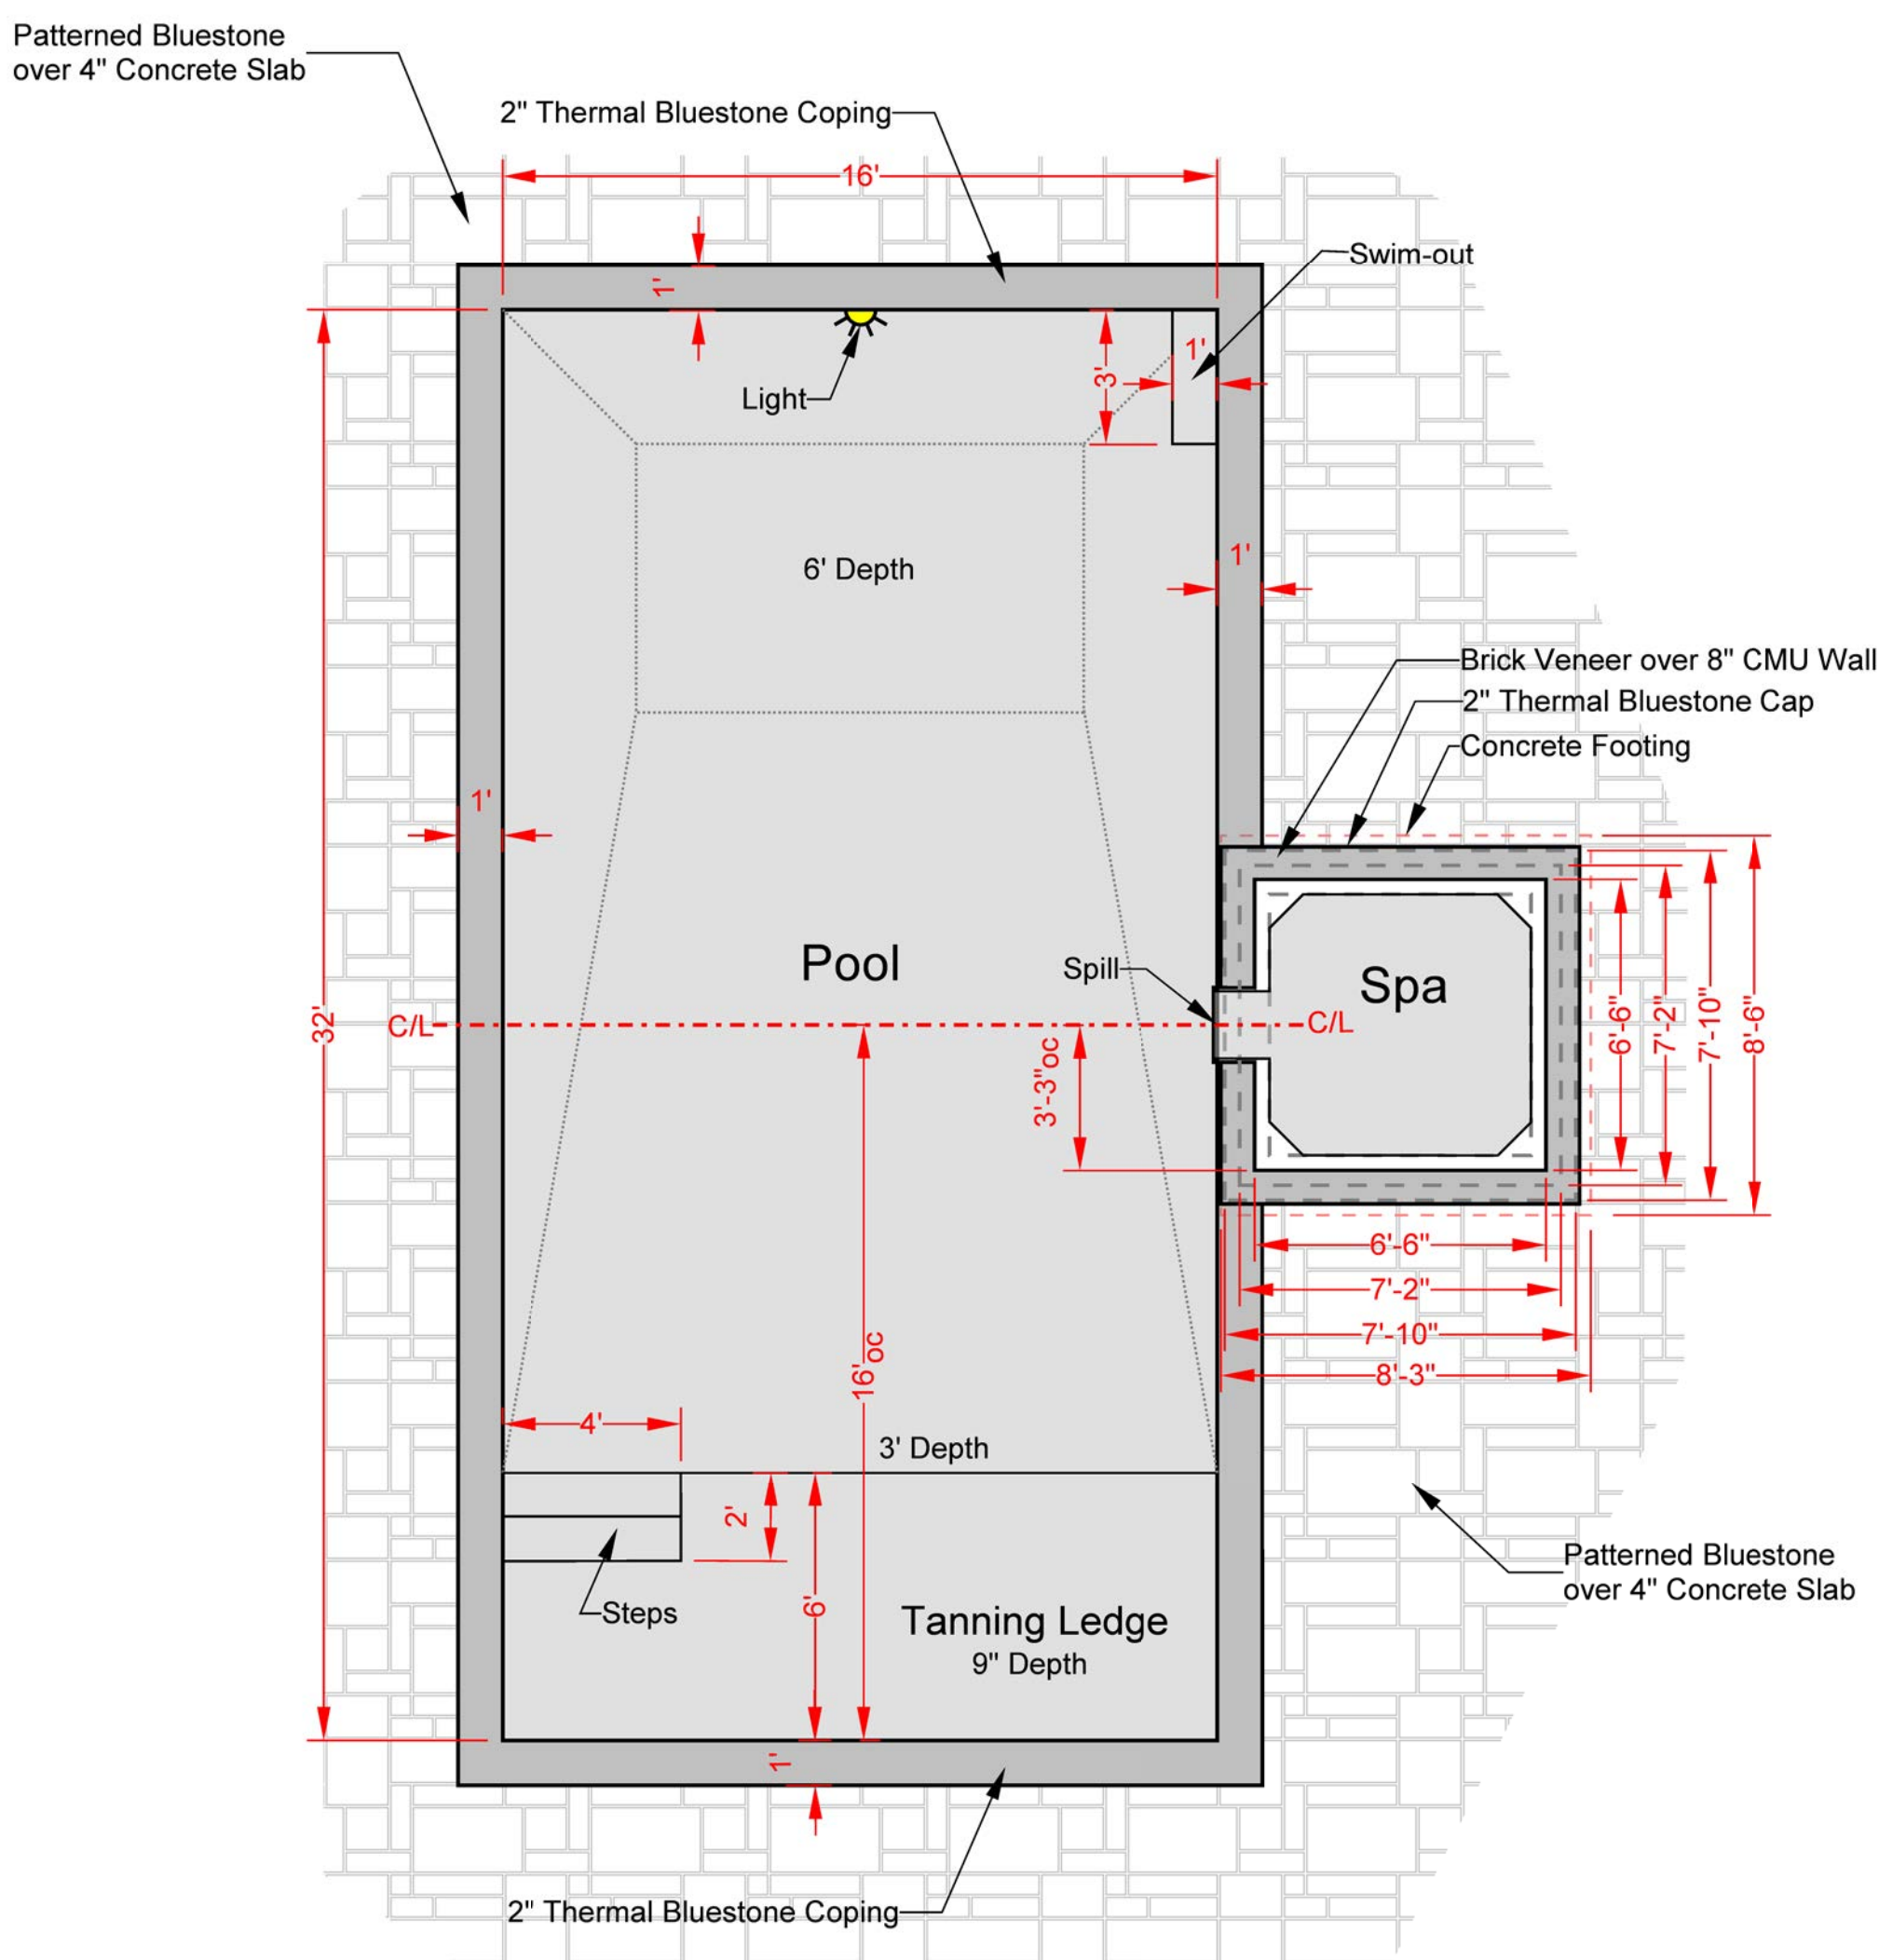 Patterned Bluestone
over 4" Concrete Slab
2" Thermal Bluestone Coping
16'
Swim-out
1'
1'
3'
Light
6' Depth
1'
Brick Veneer over 8" CMU Wall
2" Thermal Bluestone Cap
Concrete Footing
1'
Pool
Spill
Spa
32'
C/L
C/L
3'-3"oc
6'-6"
7'-2"
7'-10"
8'-6"
6'-6"
7'-2"
7'-10"
8'-3"
16'oc
4'
3' Depth
2'
6'
Steps
Tanning Ledge
9" Depth
Patterned Bluestone
over 4" Concrete Slab
1'
2" Thermal Bluestone Coping